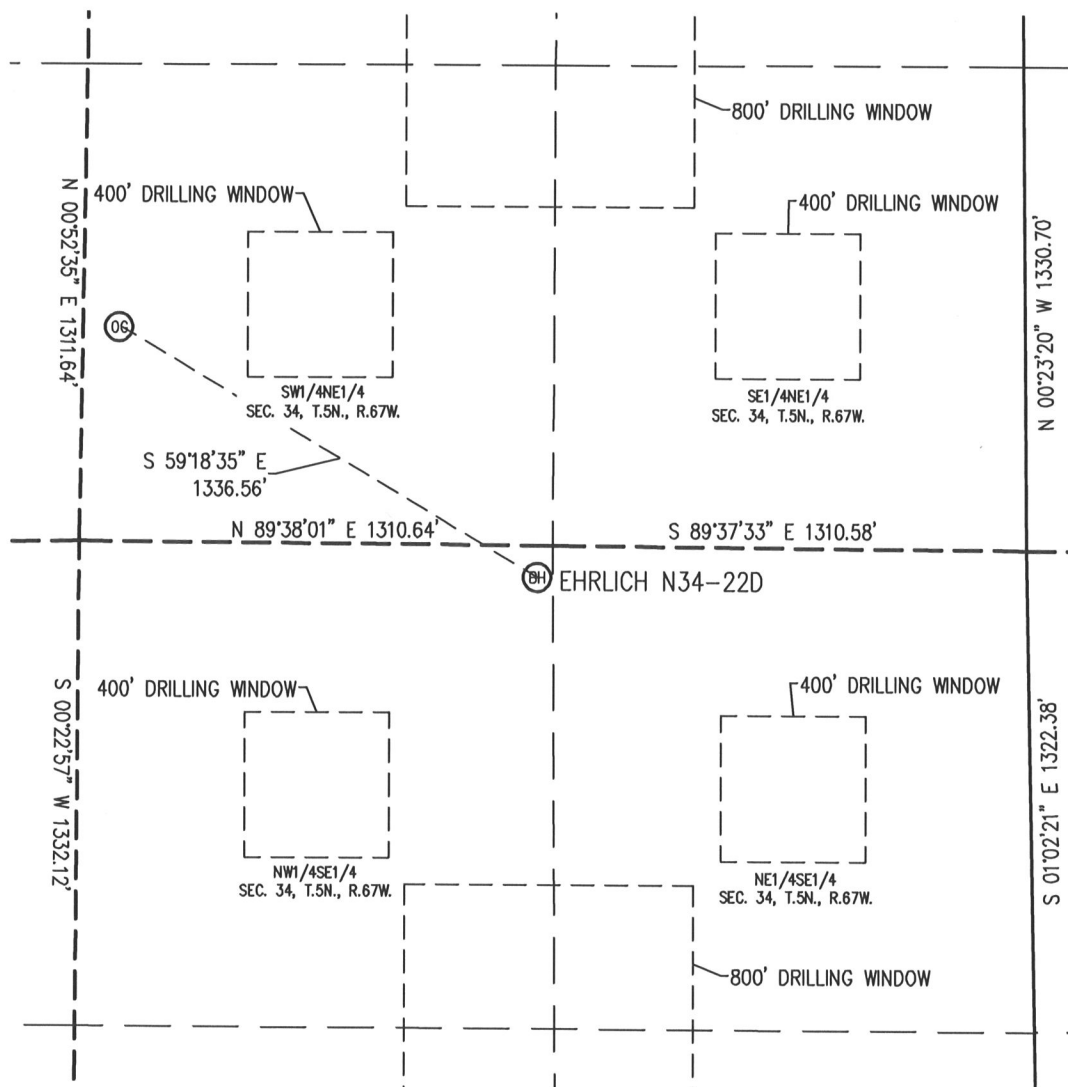 800' DRILLING WINDOW
400' DRILLING WINDOW
400' DRILLING WINDOW
N 00°52'35" E 1311.64'
N 00°23'20" W 1330.70'
OG
SW1/4NE1/4
SEC. 34, T.5N., R.67W.
SE1/4NE1/4
SEC. 34, T.5N., R.67W.
S 59°18'35" E
1336.56'
N 89°38'01" E 1310.64'
S 89°37'33" E 1310.58'
BH
EHRLICH N34-22D
400' DRILLING WINDOW
400' DRILLING WINDOW
S 00°22'57" W 1332.12'
S 01°02'21" E 1322.38'
NW1/4SE1/4
SEC. 34, T.5N., R.67W.
NE1/4SE1/4
SEC. 34, T.5N., R.67W.
800' DRILLING WINDOW